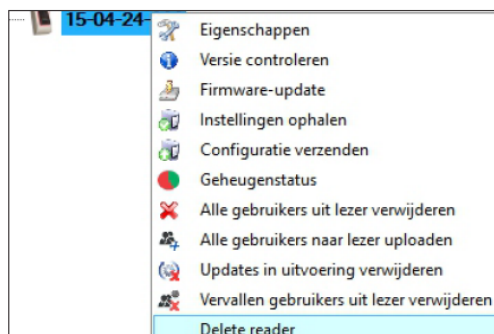 15-04-24-
Eigenschappen
Versie controleren
Firmware-update
Instellingen ophalen
Configuratie verzenden
Geheugenstatus
Alle gebruikers uit lezer verwijderen
Alle gebruikers naar lezer uploaden
Updates in uitvoering verwijderen
Vervallen gebruikers uit lezer verwijderen
Delete reader